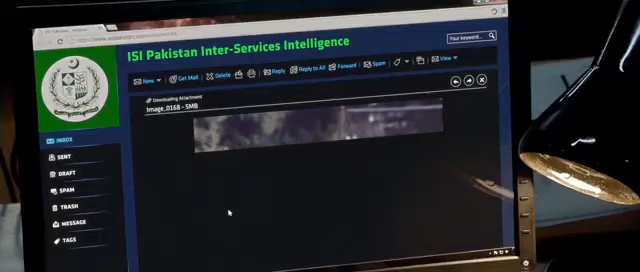 ISI Pakistan Inter-Services Intelligence
Your keyword...
New
Get Mail
Delete
Reply
Reply to All
Forward
Spam
View
Downloading Attachment
Image_0168 - 5MB
INBOX
SENT
DRAFT
SPAM
TRASH
MESSAGE
TAGS